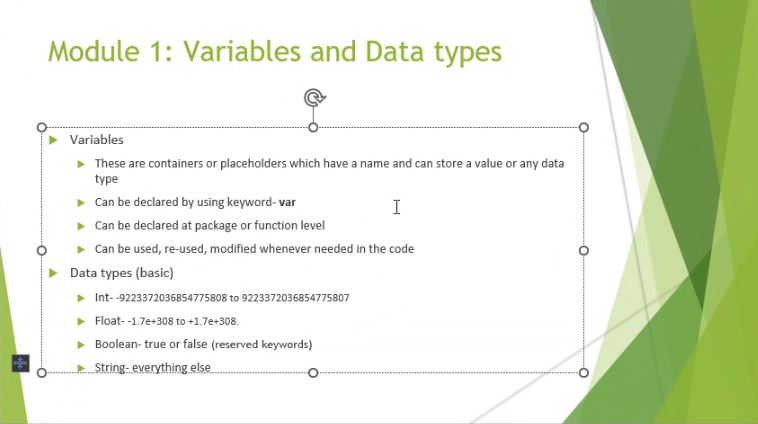 Module 1: Variables and Data types
Variables
These are containers or placeholders which have a name and can store a value or any data
type
Can be declared by using keyword- var
Can be declared at package or function level
Can be used, re-used, modified whenever needed in the code
Data types (basic)
Int- -9223372036854775808 to 9223372036854775807
Float- -1.7e+308 to +1.7e+308.
Boolean- true or false (reserved keywords)
String- everything else